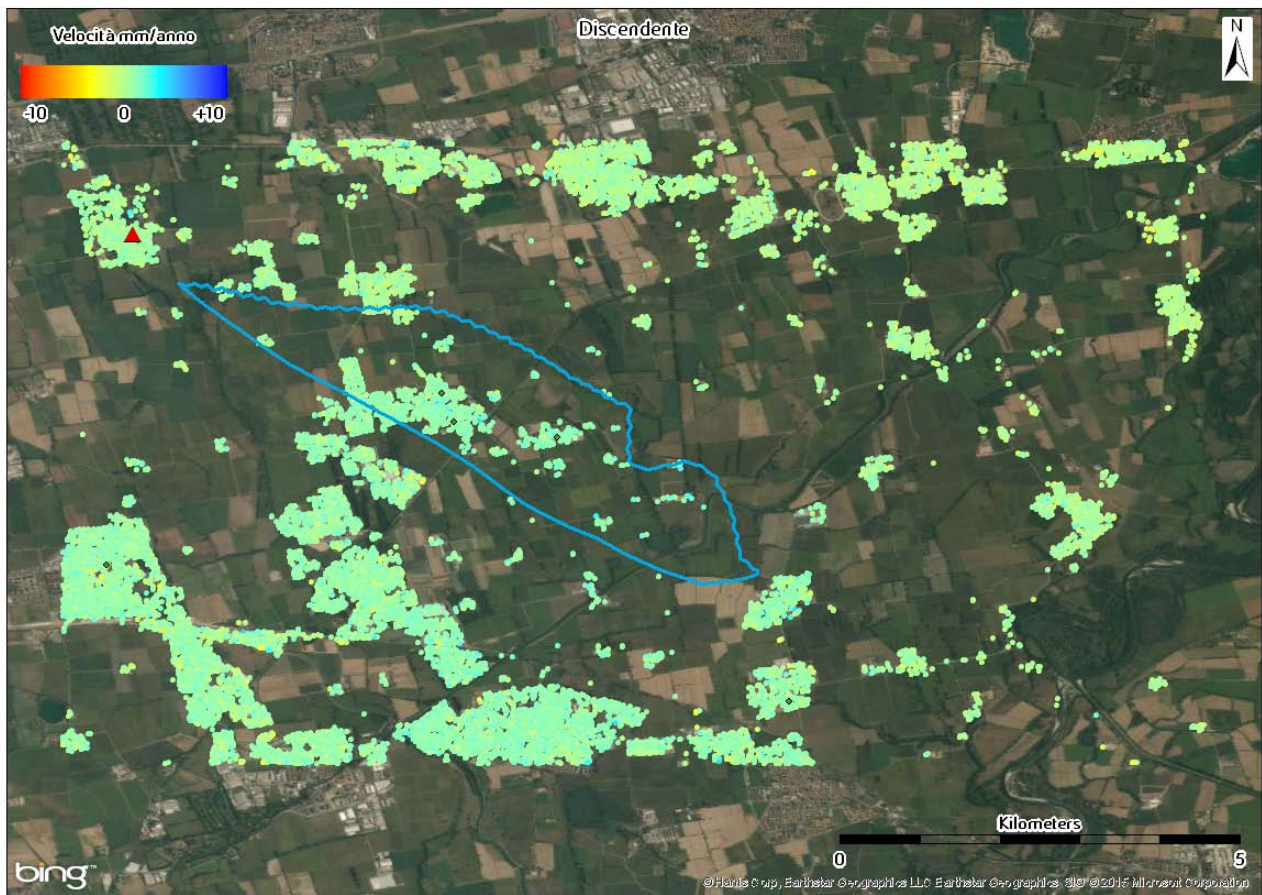 Velocità mm/anno
Discendente
N
-10 0 +10
Kilometers
0 5
bing™
© Harris Corp, Earthstar Geographics LLC Earthstar Geographics SIO © 2015 Microsoft Corporation